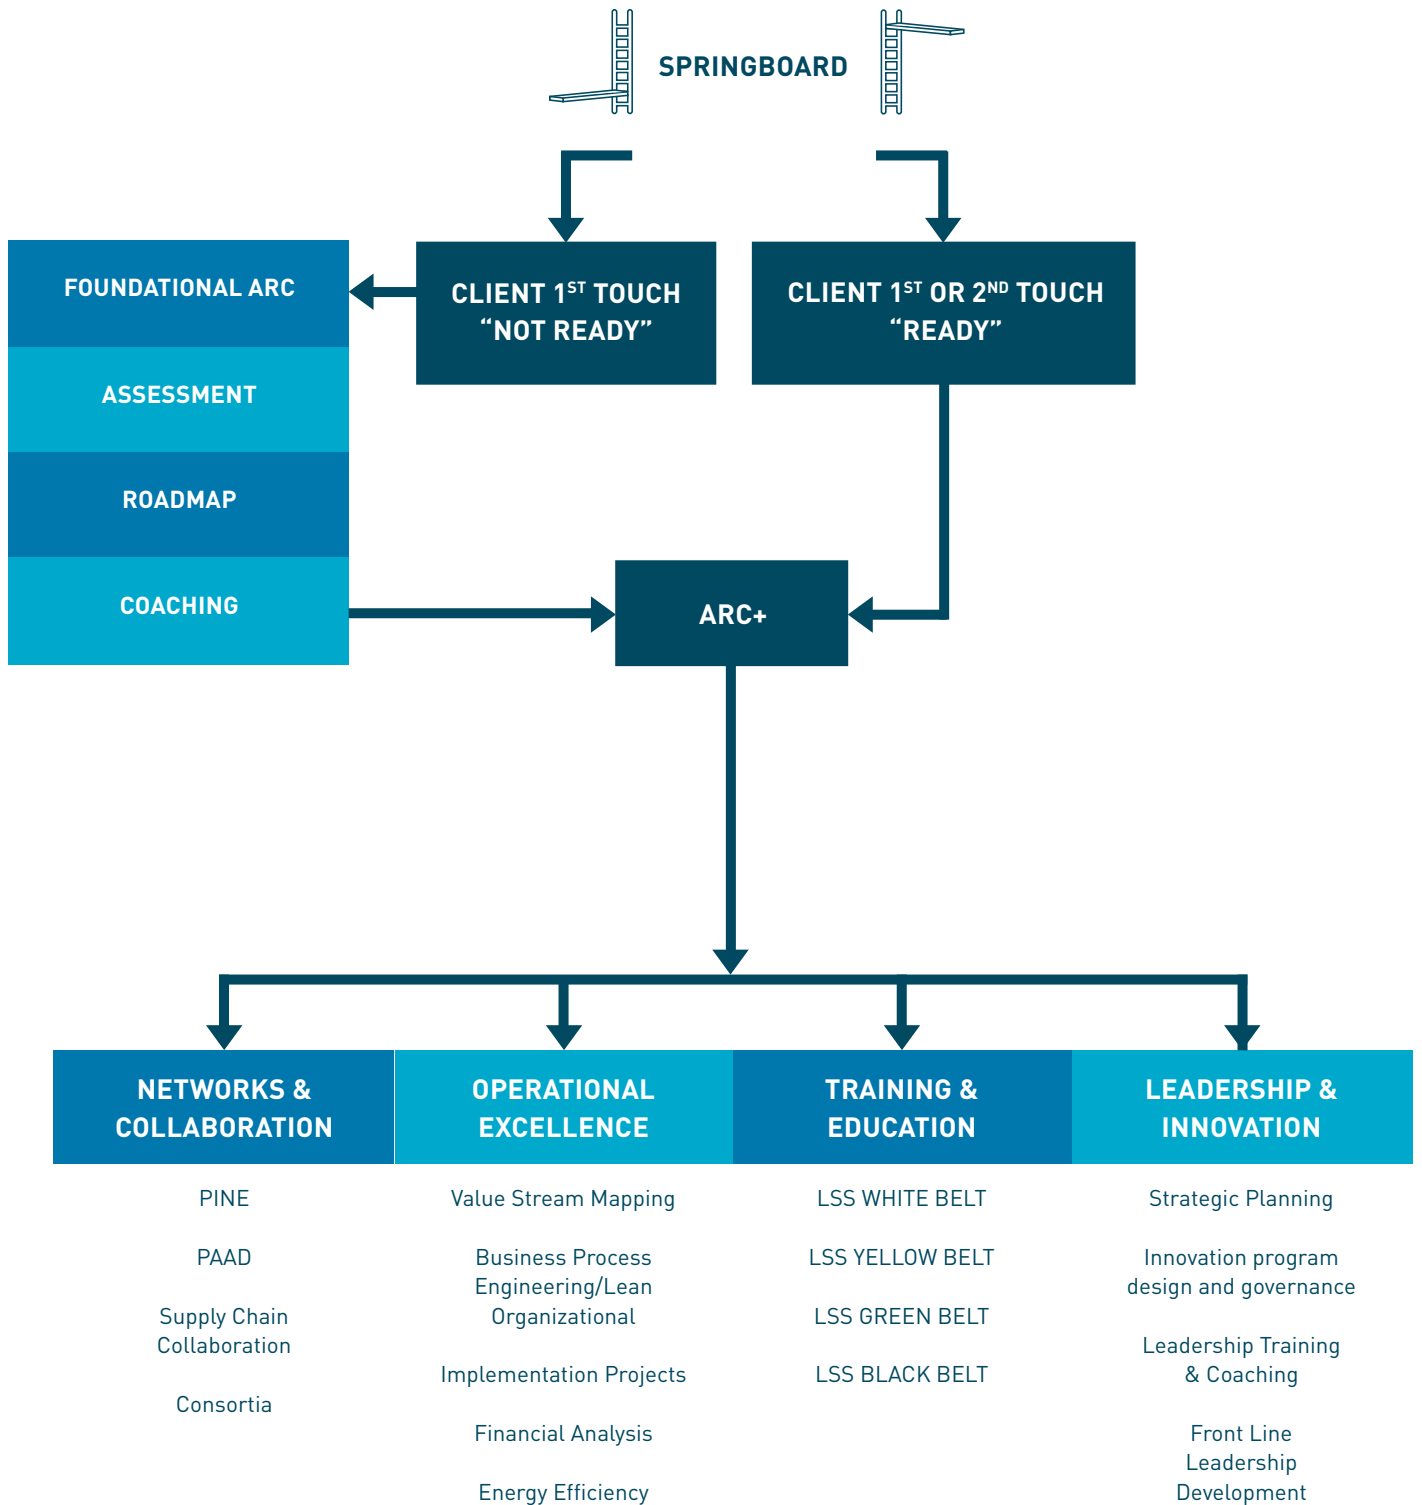 SPRINGBOARD
CLIENT 1ST TOUCH
“NOT READY”
CLIENT 1ST OR 2ND TOUCH
“READY”
FOUNDATIONAL ARC
ASSESSMENT
ROADMAP
COACHING
ARC+
NETWORKS &
COLLABORATION
PINE
PAAD
Supply Chain
Collaboration
Consortia
OPERATIONAL
EXCELLENCE
Value Stream Mapping
Business Process
Engineering/Lean
Organizational
Implementation Projects
Financial Analysis
Energy Efficiency
TRAINING &
EDUCATION
LSS WHITE BELT
LSS YELLOW BELT
LSS GREEN BELT
LSS BLACK BELT
LEADERSHIP &
INNOVATION
Strategic Planning
Innovation program
design and governance
Leadership Training
& Coaching
Front Line
Leadership
Development